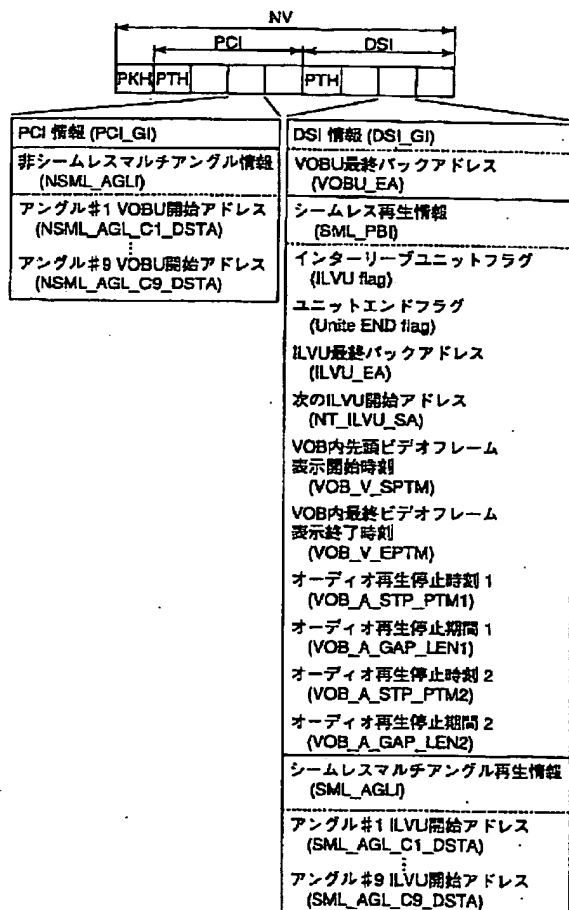 NV
PCI
DSI
PKH
PTH
PTH
PCI 情報 (PCI_GI)
非シームレスマルチアングル情報
(NSML_AGLI)
アングル#1 VOBU開始アドレス
(NSML_AGL_C1_DSTA)
アングル#9 VOBU開始アドレス
(NSML_AGL_C9_DSTA)
DSI 情報 (DSI_GI)
VOBU最終パックアドレス
(VOBU_EA)
シームレス再生情報
(SML_PBI)
インターリーブユニットフラグ
(ILVU flag)
ユニットエンドフラグ
(Unite END flag)
ILVU最終パックアドレス
(ILVU_EA)
次のILVU開始アドレス
(NT_ILVU_SA)
VOB内先頭ビデオフレーム
表示開始時刻
(VOB_V_SPTM)
VOB内最終ビデオフレーム
表示終了時刻
(VOB_V_EPTM)
オーディオ再生停止時刻 1
(VOB_A_STP_PTM1)
オーディオ再生停止期間 1
(VOB_A_GAP_LEN1)
オーディオ再生停止時刻 2
(VOB_A_STP_PTM2)
オーディオ再生停止期間 2
(VOB_A_GAP_LEN2)
シームレスマルチアングル再生情報
(SML_AGLI)
アングル#1 ILVU開始アドレス
(SML_AGL_C1_DSTA)
アングル#9 ILVU開始アドレス
(SML_AGL_C9_DSTA)